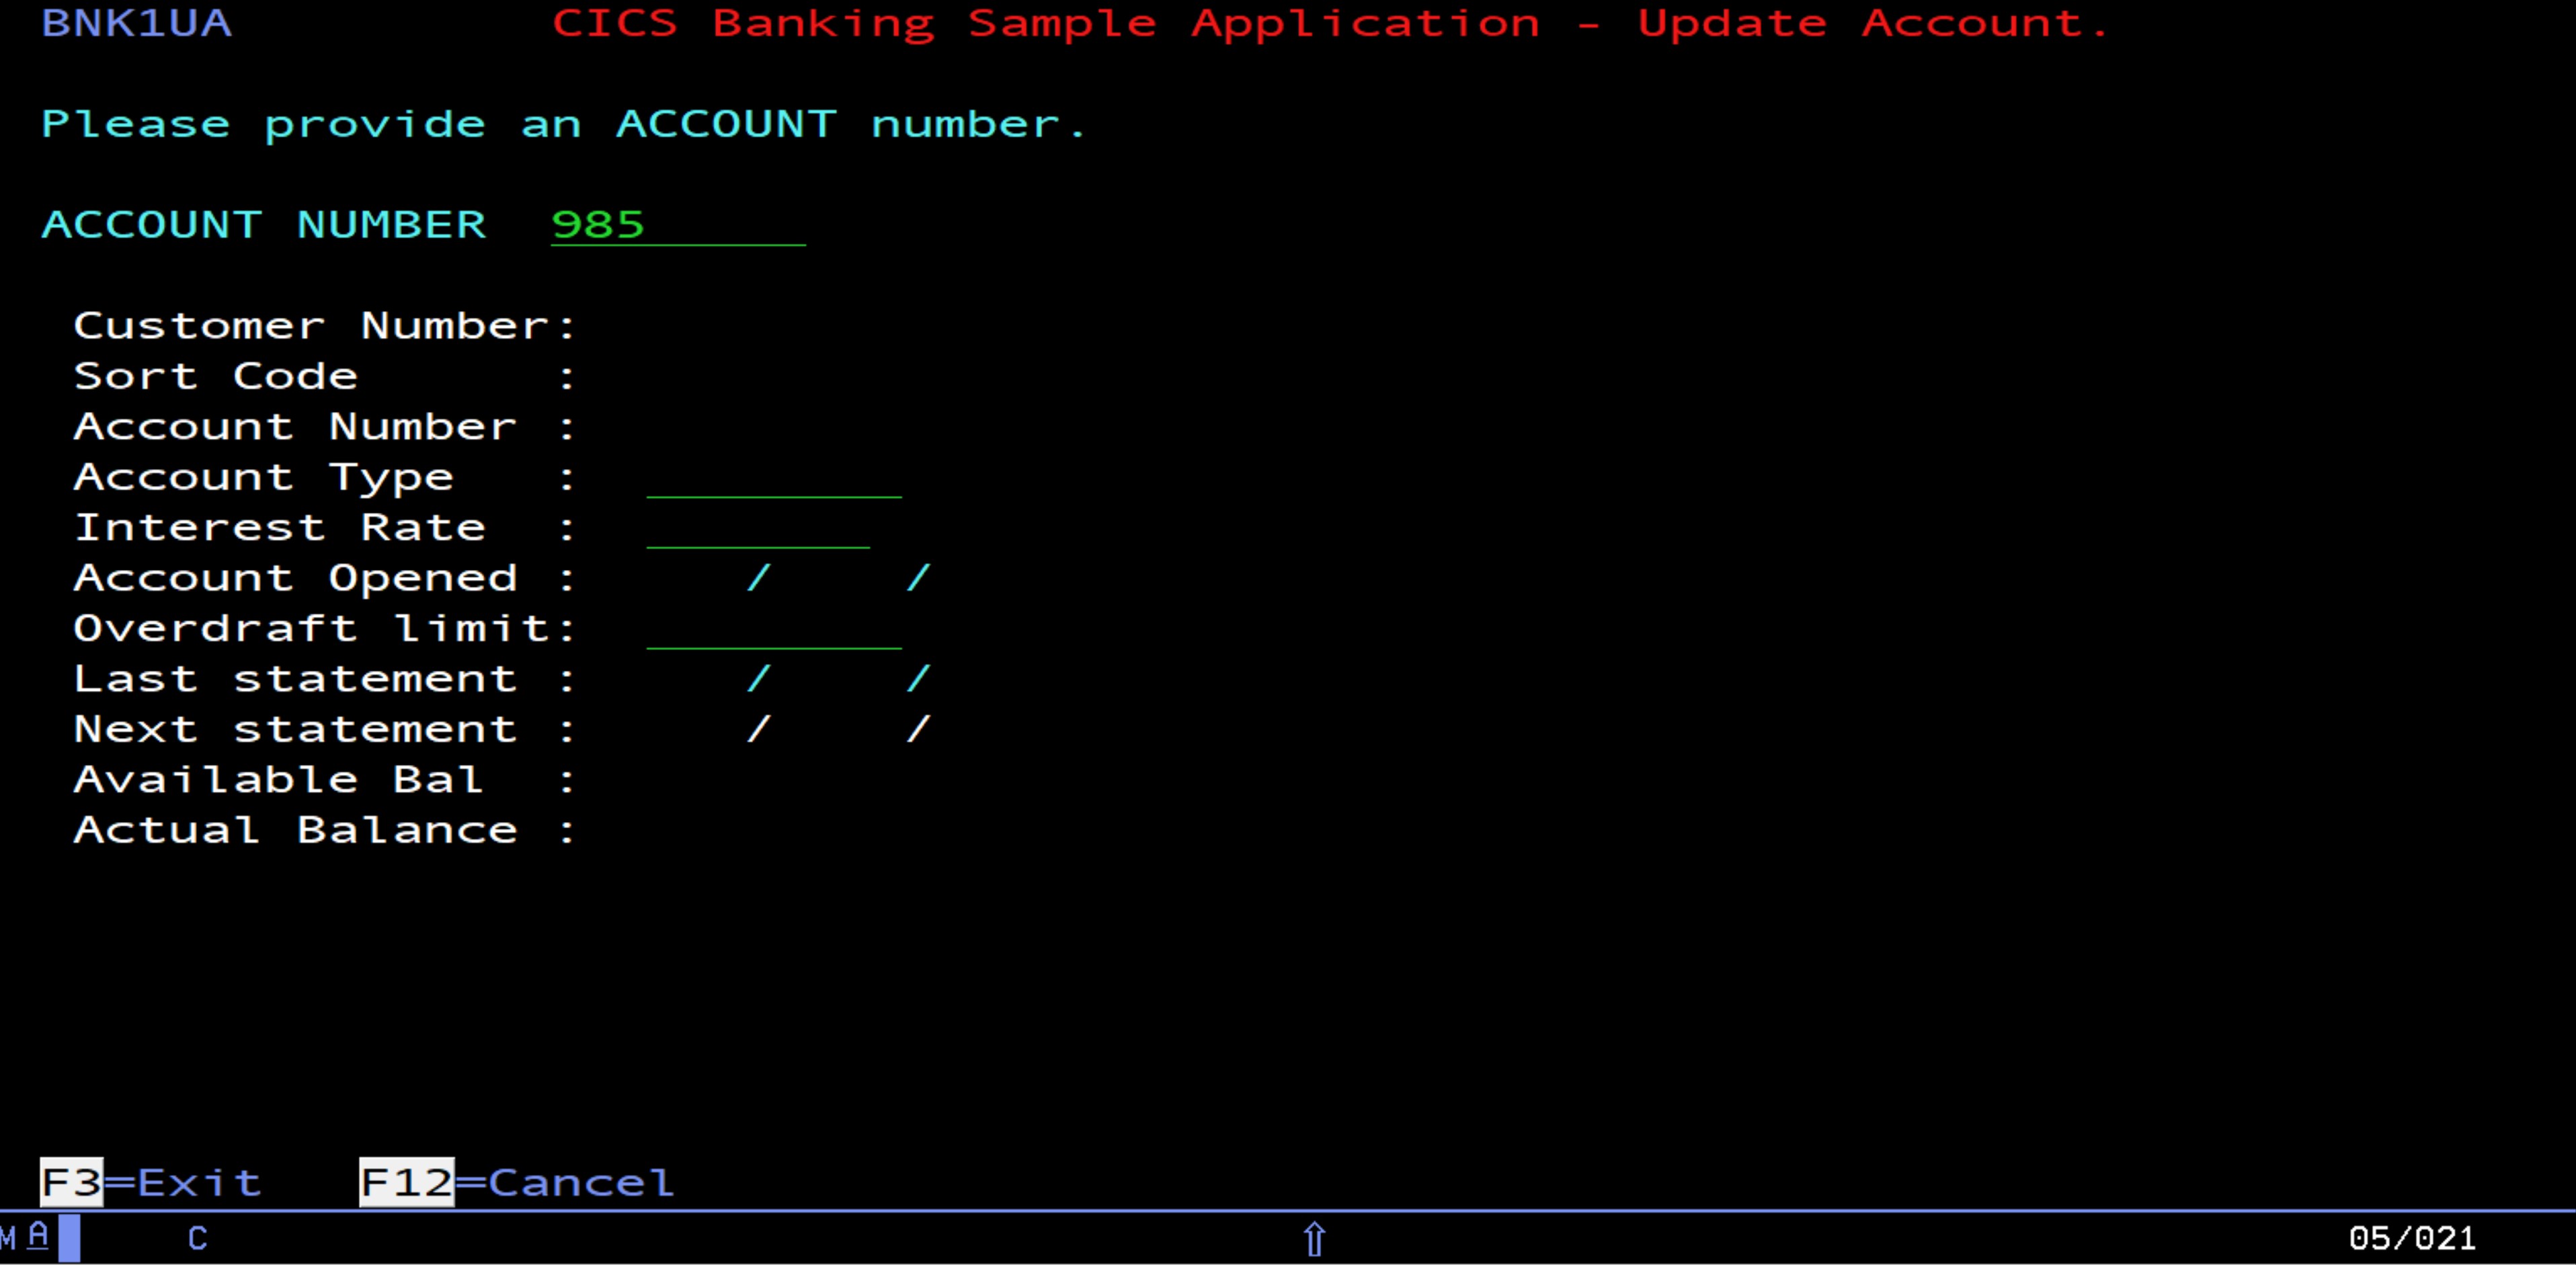 BNK1UA CICS Banking Sample Application - Update Account.
Please provide an ACCOUNT number.
ACCOUNT NUMBER 985
Customer Number:
Sort Code :
Account Number :
Account Type :
Interest Rate :
Account Opened : / /
Overdraft limit:
Last statement : / /
Next statement : / /
Available Bal :
Actual Balance :
F3=Exit F12=Cancel
MA C ⇧ 05/021